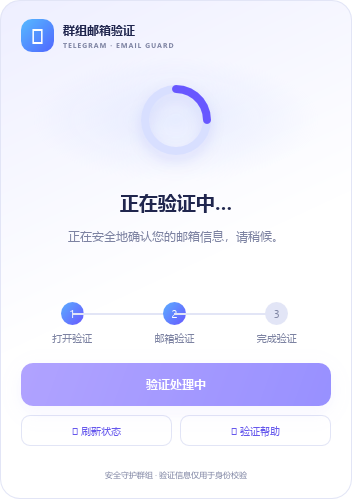 群组邮箱验证
TELEGRAM · EMAIL GUARD
正在验证中...
正在安全地确认您的邮箱信息，请稍候。
1 2 3
打开验证 邮箱验证 完成验证
验证处理中
刷新状态 验证帮助
安全守护群组 · 验证信息仅用于身份校验